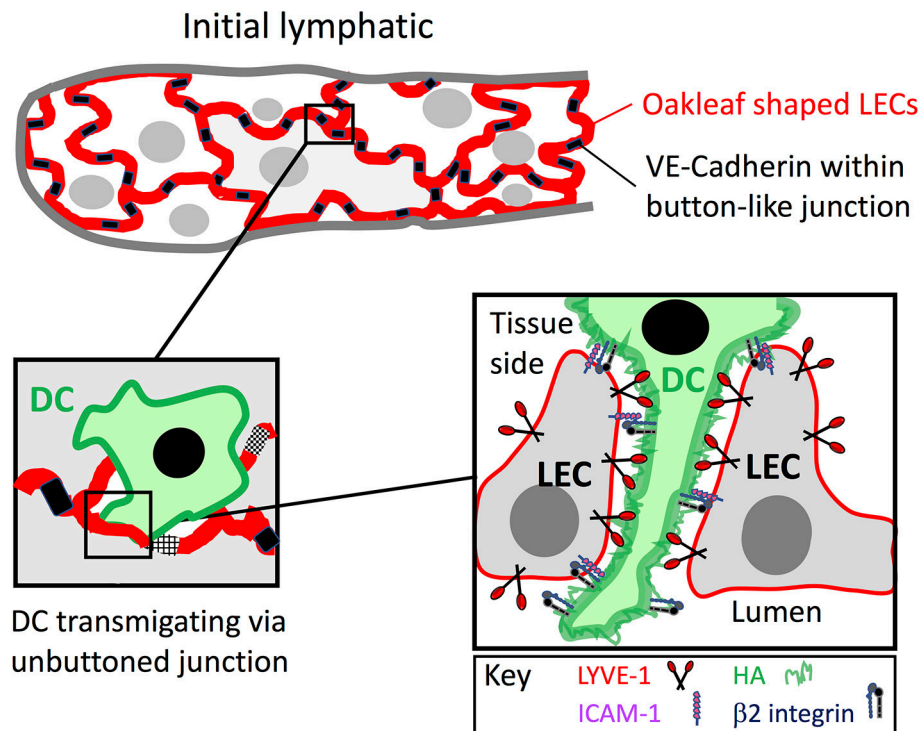 Initial lymphatic
Oakleaf shaped LECs
VE-Cadherin within
button-like junction
DC
DC transmigating via
unbuttoned junction
Tissue
side
DC
LEC
LEC
Lumen
Key
LYVE-1
HA
ICAM-1
β2 integrin